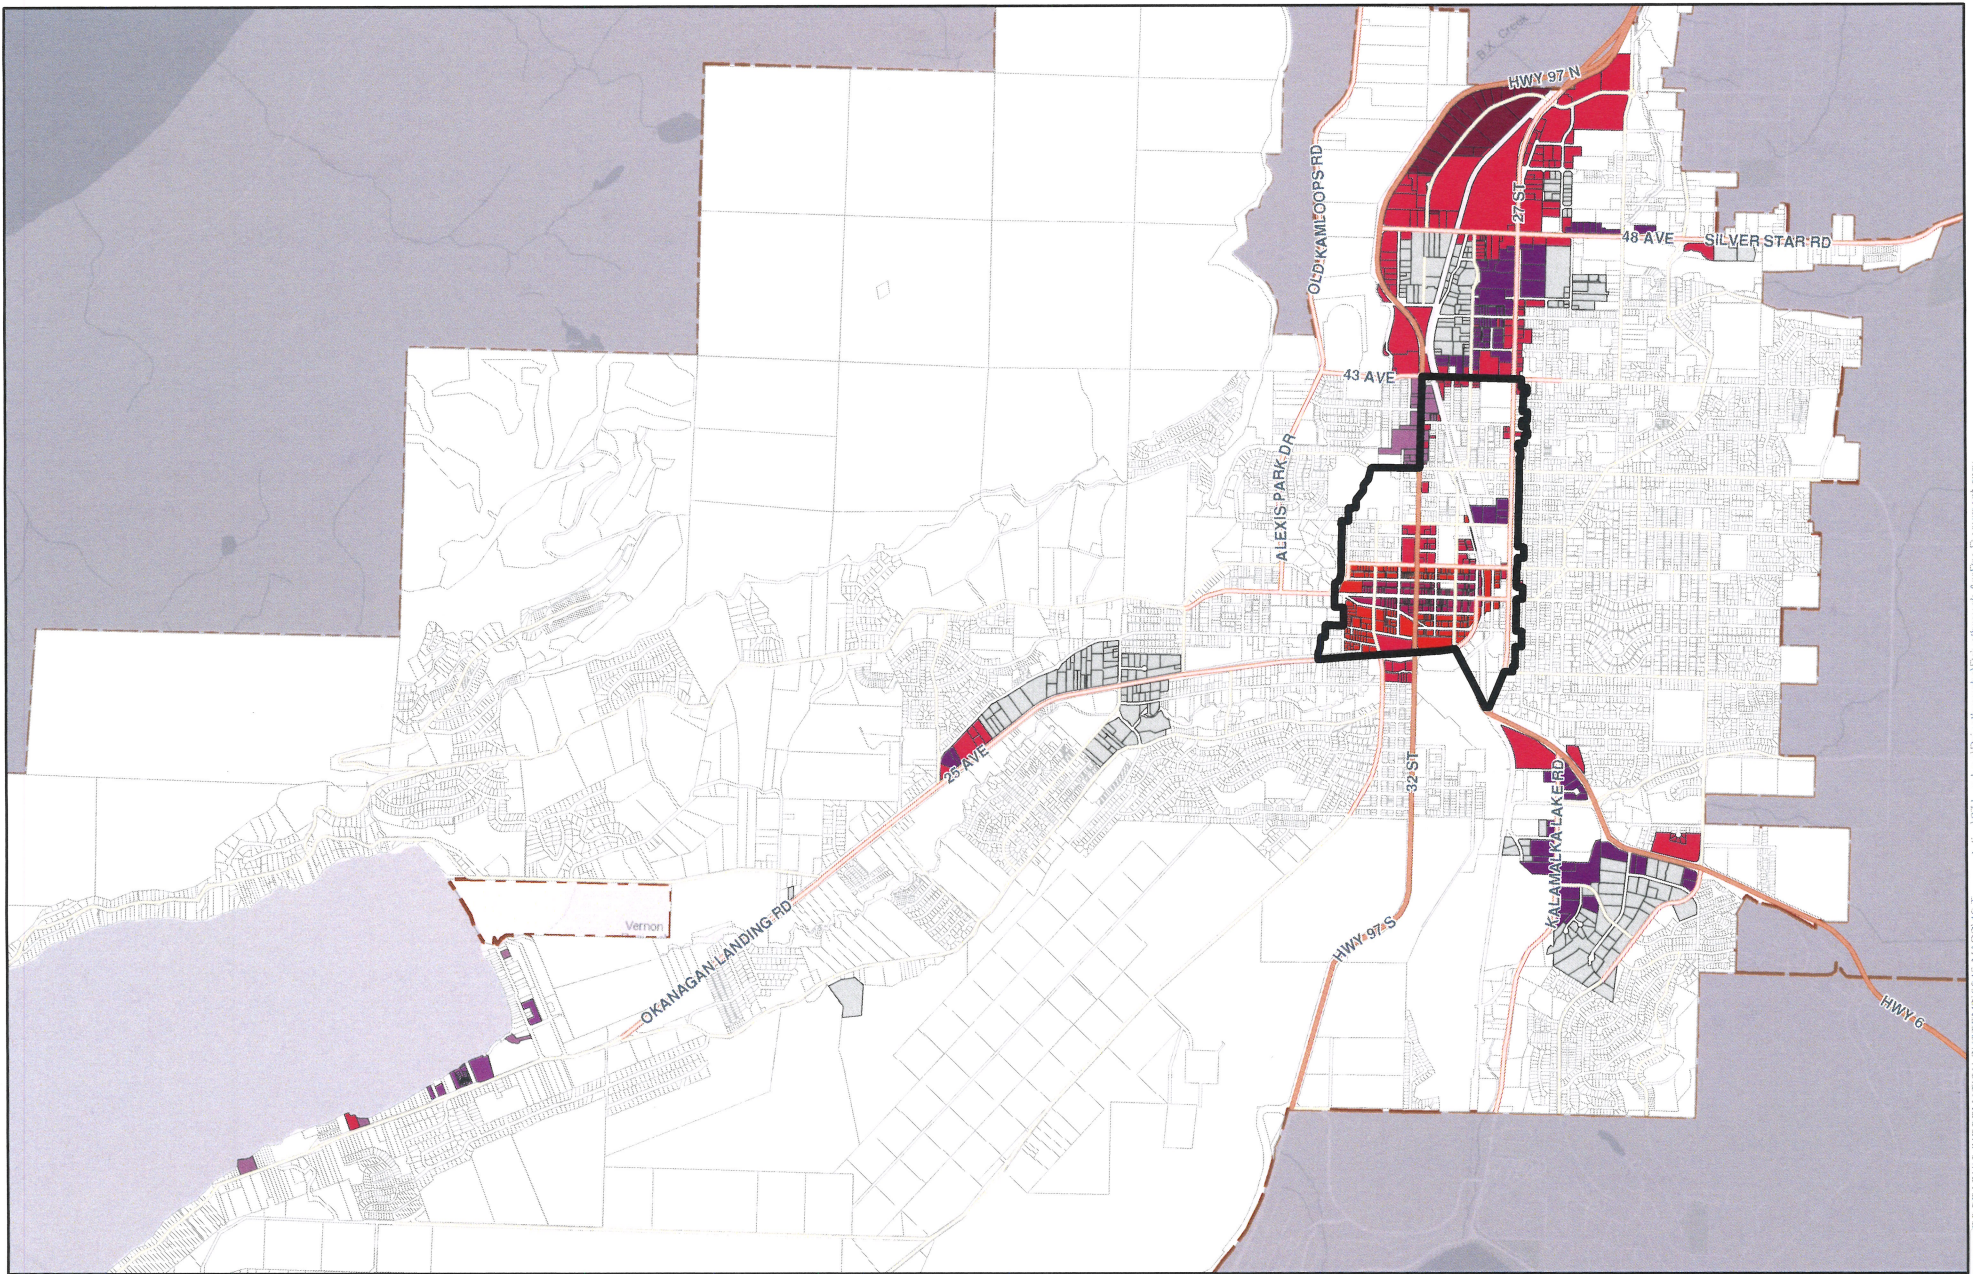 B.X. Creek
HWY 97 N
OLD KAMLOOPS RD
27 ST
48 AVE
SILVER STAR RD
43 AVE
ALEXIS PARK DR
25 AVE
32 ST
KALAMALKA LAKE RD
Vernon
OKANAGAN LANDING RD
HWY 97 S
HWY 6